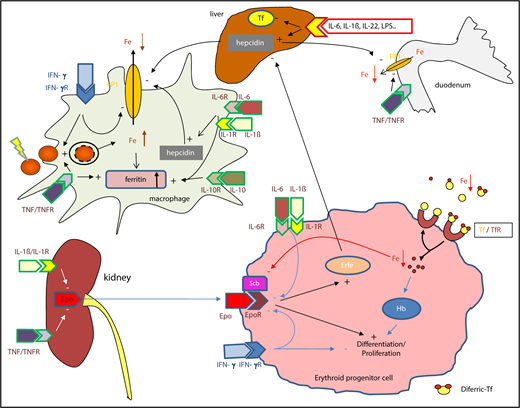 liver
Tf
IL-6, IL-1ß, IL-22, LPS..
hepcidin
+
-
+
-
Fe
-
FP1
IFN- γ
IFN- γR
-
-
IL-6R IL-6
IL-1R IL-1ß
+
hepcidin
Fe
+
+
+
ferritin
+
IL-10R IL-10
TNF/TNFR
macrophage
Fe
Fe
-
-
duodenum
TNF/TNFR
IL-1ß/IL-1R
kidney
-
Epo
-
TNF/TNFR
IL-6 IL-1ß
IL-6R IL-1R
Scb
Epo EpoR
-
-
-
-
Erfe
+
Fe
Tf / TfR
Fe
Hb
+
-
Differentiation/
Proliferation
IFN- γ γR
Erythroid progenitor cell
Diferric-Tf